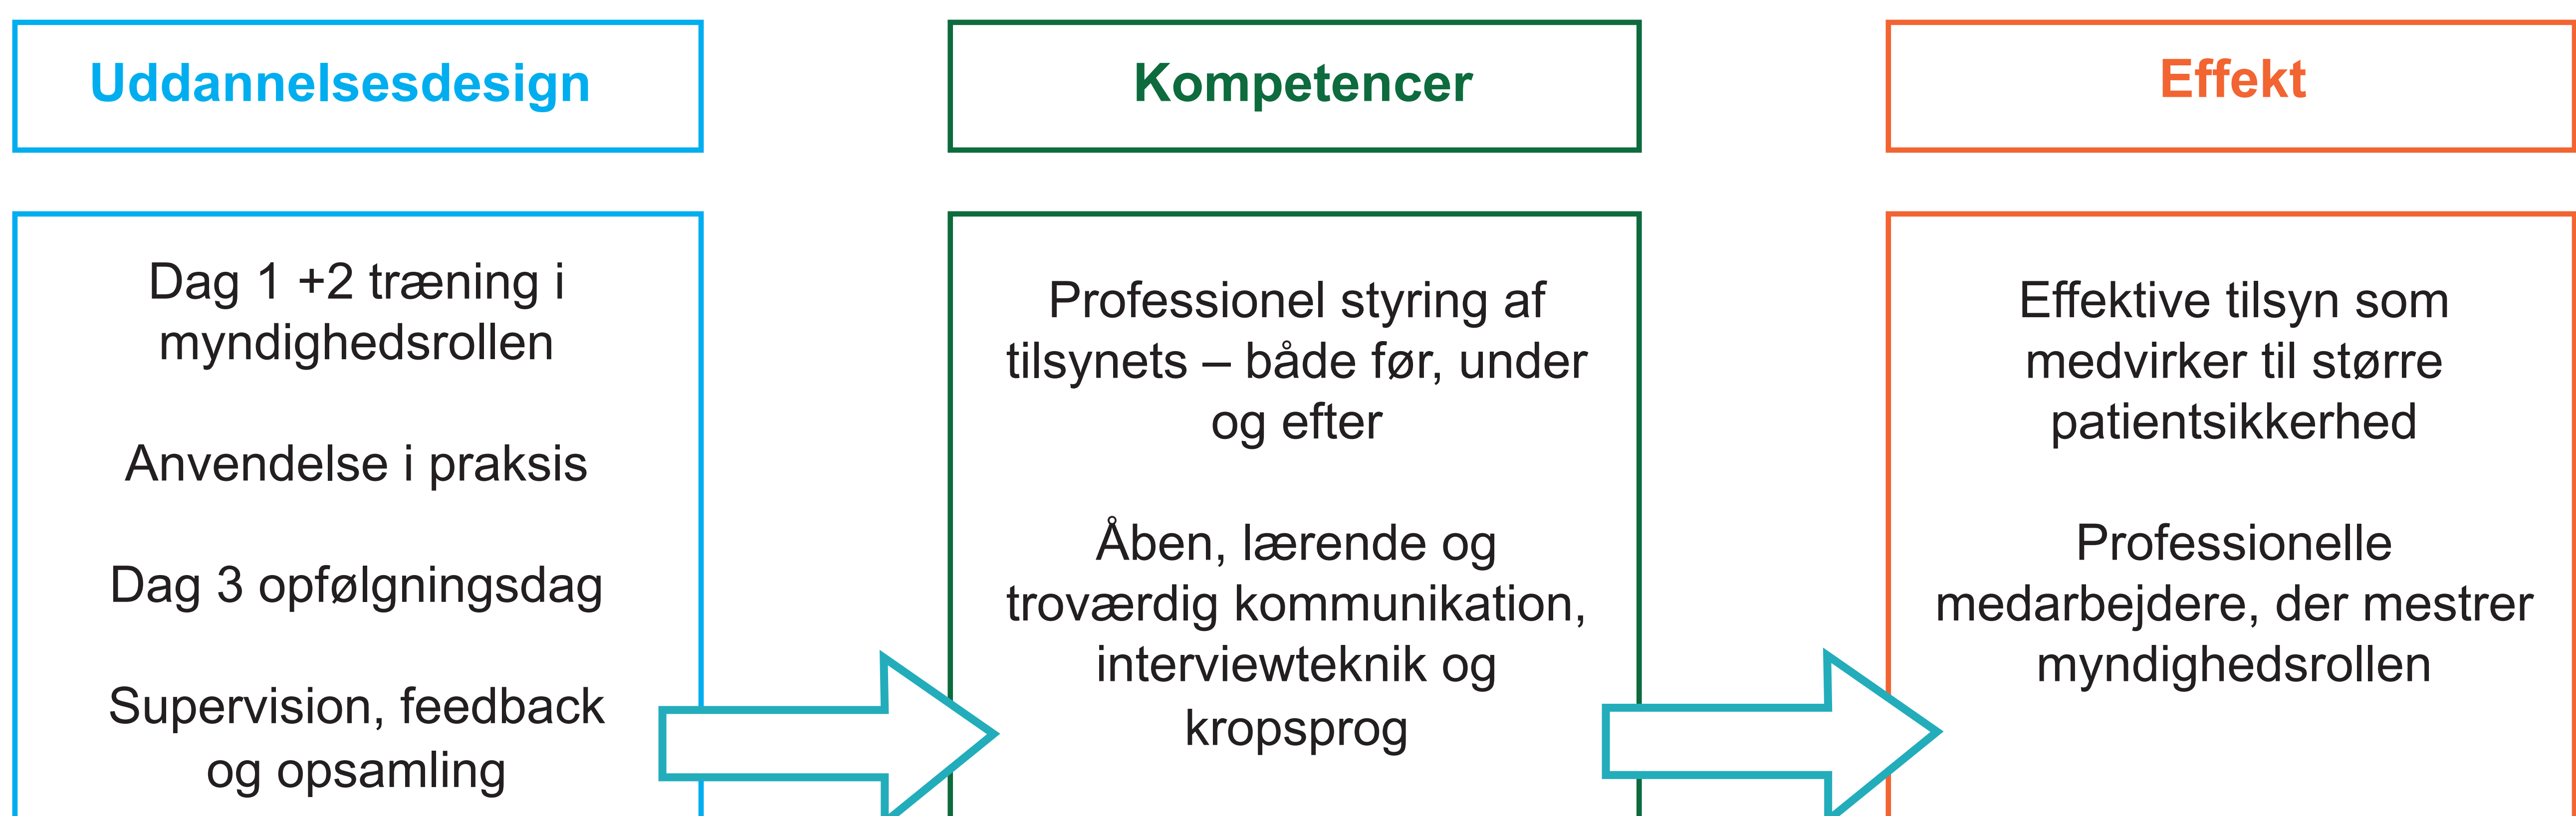 Uddannelsesdesign
Dag 1 +2 træning i
myndighedsrollen
Anvendelse i praksis
Dag 3 opfølgningsdag
Supervision, feedback
og opsamling
Kompetencer
Professionel styring af
tilsynets – både før, under
og efter
Åben, lærende og
troværdig kommunikation,
interviewteknik og
kropsprog
Effekt
Effektive tilsyn som
medvirker til større
patientsikkerhed
Professionelle
medarbejdere, der mestrer
myndighedsrollen